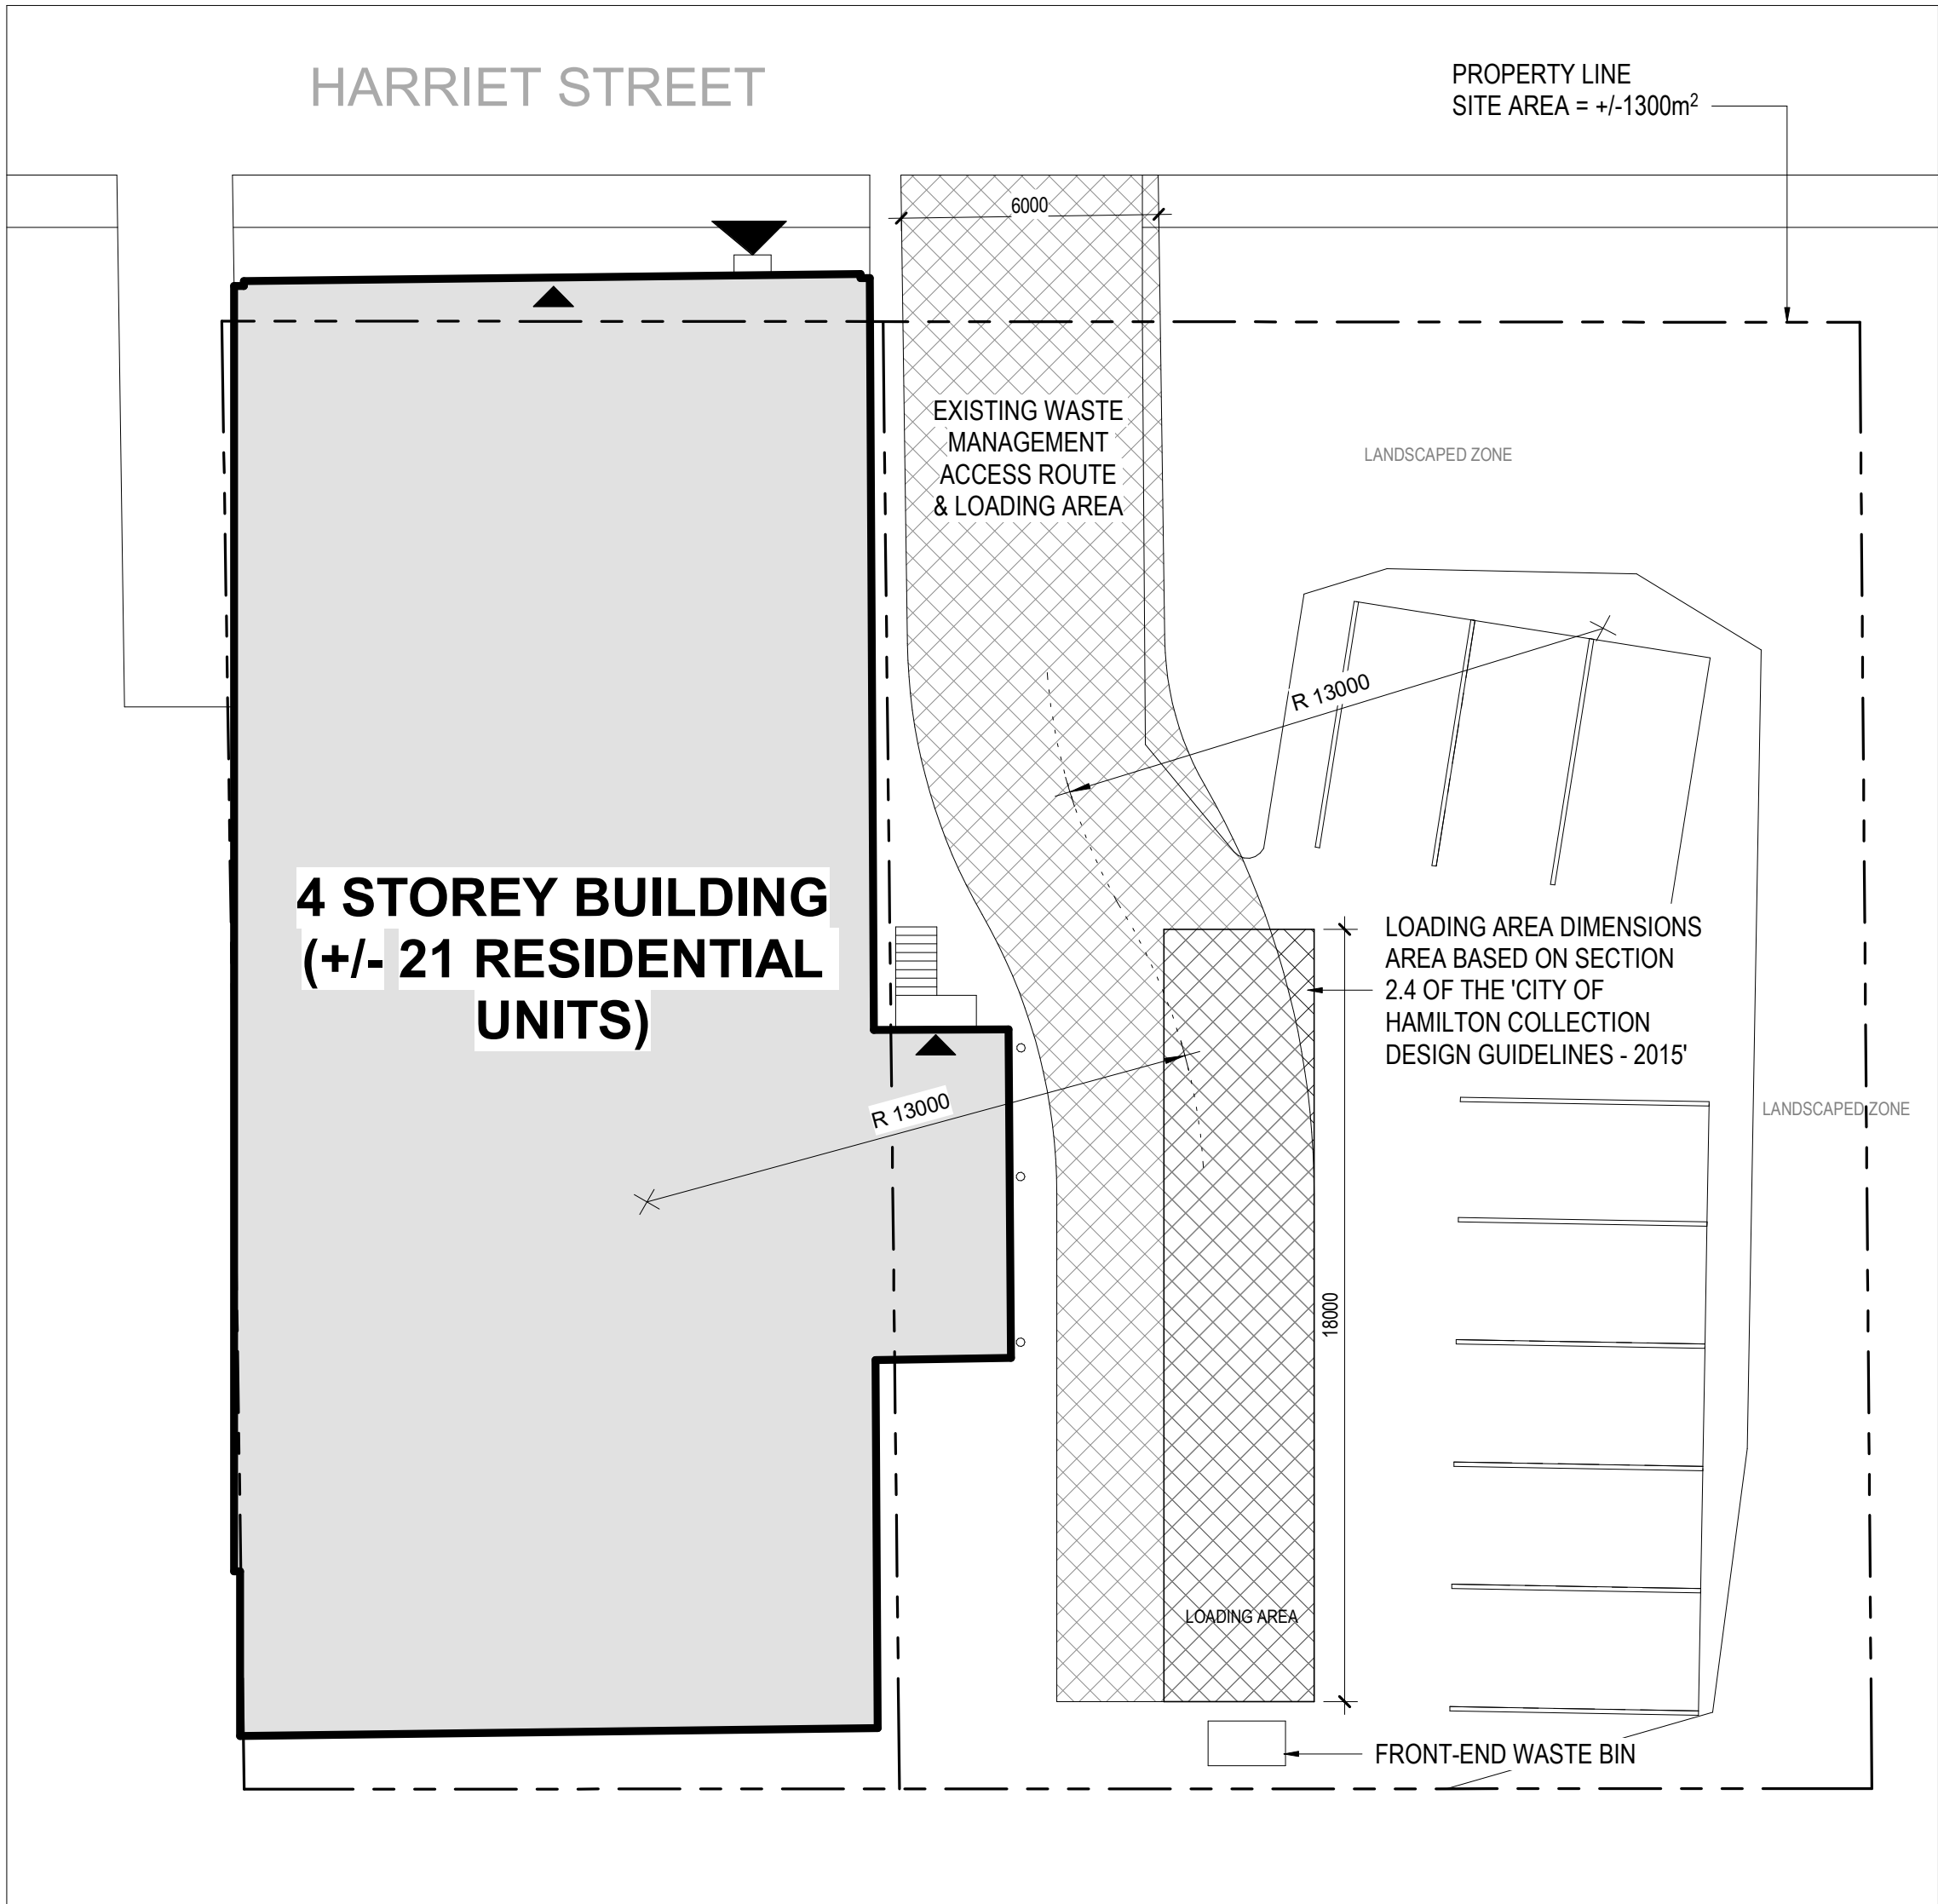 HARRIET STREET
PROPERTY LINE
SITE AREA = +/-1300m²
6000
EXISTING WASTE
MANAGEMENT
ACCESS ROUTE
& LOADING AREA
LANDSCAPED ZONE
R 13000
4 STOREY BUILDING
(+/- 21 RESIDENTIAL
UNITS)
LOADING AREA DIMENSIONS
AREA BASED ON SECTION
2.4 OF THE 'CITY OF
HAMILTON COLLECTION
DESIGN GUIDELINES - 2015'
R 13000
LANDSCAPED ZONE
18000
LOADING AREA
FRONT-END WASTE BIN